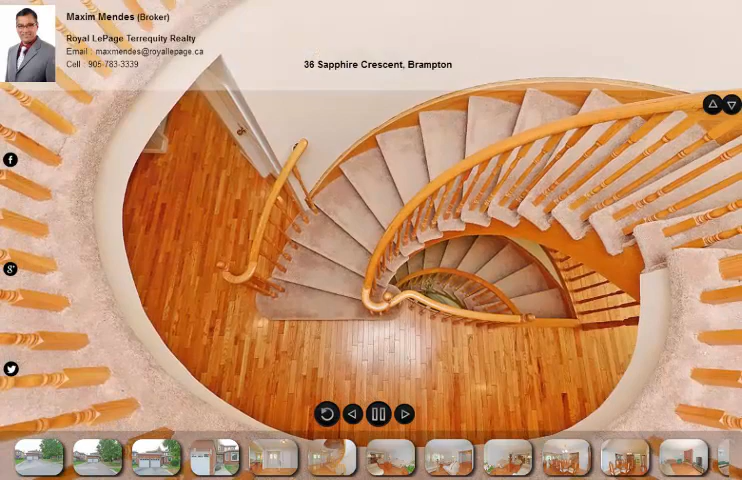 Maxim Mendes (Broker)
Royal LePage Terrequity Realty
Email : maxmendes@royallepage.ca
Cell : 905-783-3339
36 Sapphire Crescent, Brampton